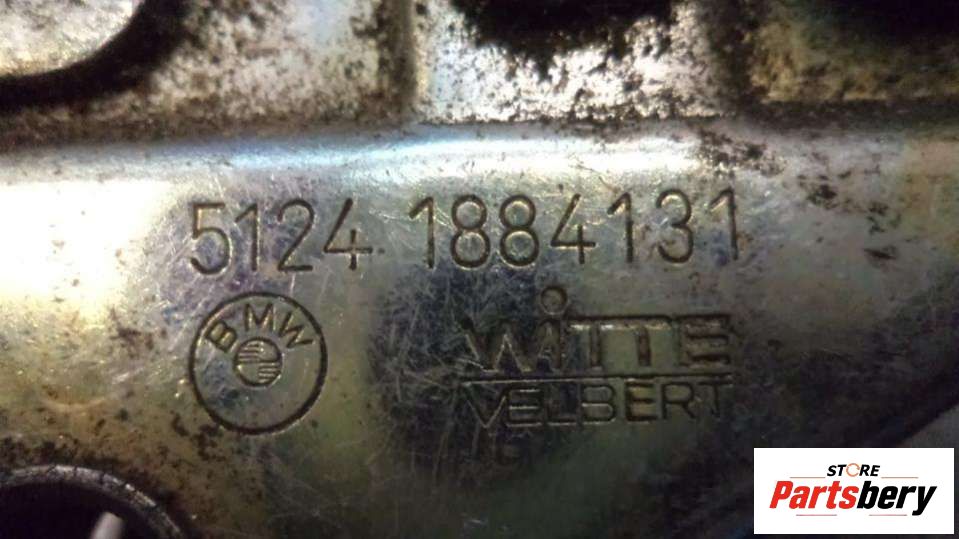 5124 1884131
BMW
WiTTE
VELBERT
STORE
Partsbery